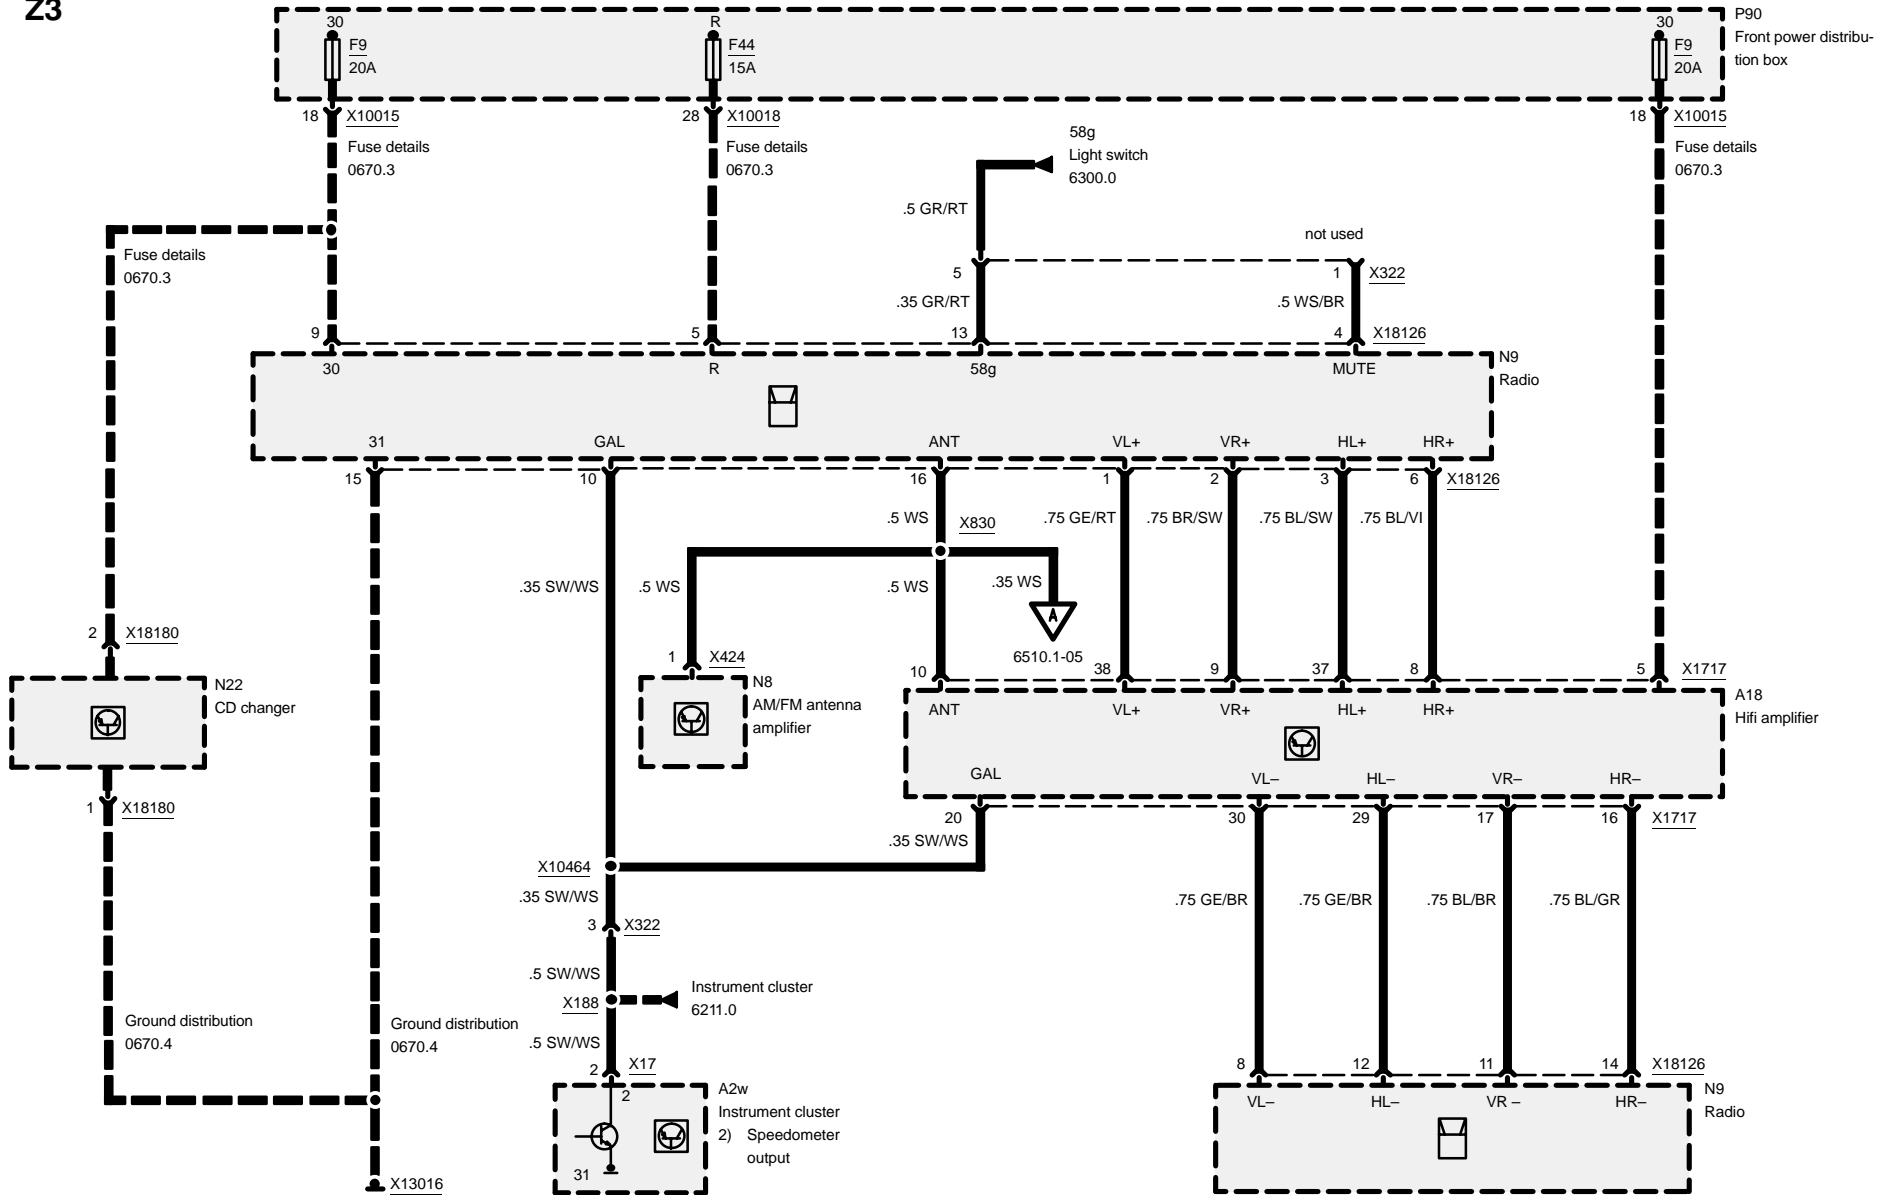 Z3
30
R
30
P90
F9
F44
F9
Front power distribu-
20A
15A
20A
tion box
18
X10015
28
X10018
18
X10015
Fuse details
0670.3
Fuse details
0670.3
Fuse details
0670.3
58g
Light switch
6300.0
.5 GR/RT
not used
Fuse details
0670.3
5
1
X322
.35 GR/RT
.5 WS/BR
9
5
13
4
X18126
30
R
58g
MUTE
N9
Radio
31
GAL
ANT
VL+
VR+
HL+
HR+
15
10
16
1
2
3
6
X18126
.5 WS
X830
.75 GE/RT
.75 BR/SW
.75 BL/SW
.75 BL/VI
.35 SW/WS
.5 WS
.5 WS
.35 WS
A
6510.1-05
2
X18180
1
X424
10
38
9
37
8
5
X1717
N22
CD changer
N8
AM/FM antenna
amplifier
ANT
VL+
VR+
HL+
HR+
A18
Hifi amplifier
GAL
VL–
HL–
VR–
HR–
1
X18180
20
30
29
17
16
X1717
.35 SW/WS
X10464
.35 SW/WS
.75 GE/BR
.75 GE/BR
.75 BL/BR
.75 BL/GR
3
X322
.5 SW/WS
X188
Instrument cluster
6211.0
Ground distribution
0670.4
Ground distribution
0670.4
.5 SW/WS
2
X17
8
12
11
14
X18126
2
A2w
Instrument cluster
2) Speedometer
output
31
VL–
HL–
VR –
HR–
N9
Radio
X13016